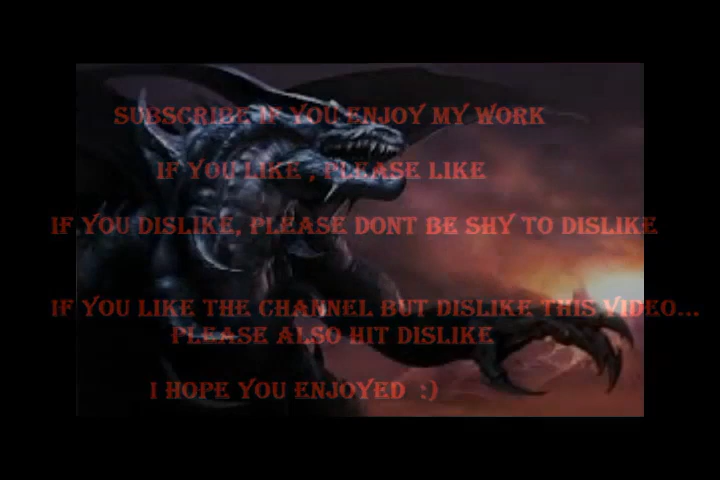 SUBSCRIBE IF YOU ENJOY MY WORK
IF YOU LIKE , PLEASE LIKE
IF YOU DISLIKE, PLEASE DONT BE SHY TO DISLIKE
IF YOU LIKE THE CHANNEL BUT DISLIKE THIS VIDEO...
PLEASE ALSO HIT DISLIKE
I HOPE YOU ENJOYED :)